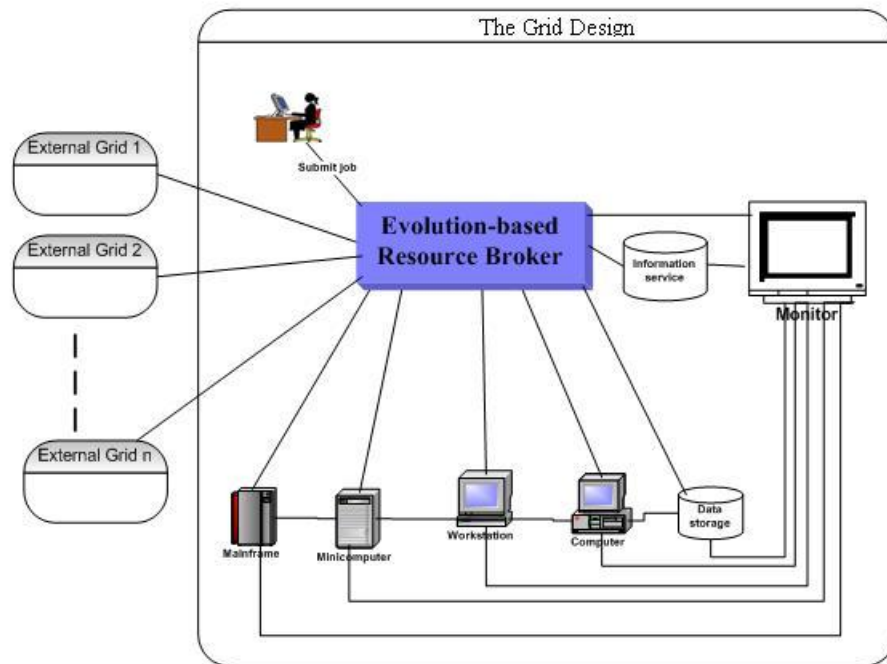 The Grid Design
Submit job
External Grid 1
External Grid 2
External Grid n
Evolution-based
Resource Broker
Information
service
Monitor
Mainframe
Minicomputer
Workstation
Computer
Data
storage